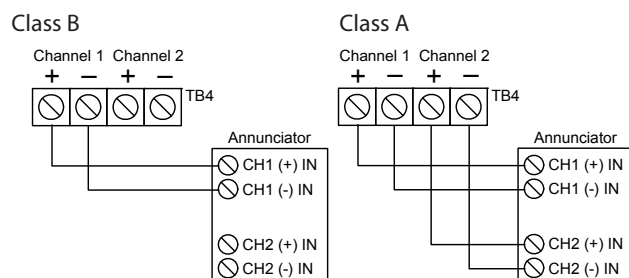 Class B
Channel 1 Channel 2
+ − + −
TB4
Annunciator
CH1 (+) IN
CH1 (-) IN
CH2 (+) IN
CH2 (-) IN
Class A
Channel 1 Channel 2
+ − + −
TB4
Annunciator
CH1 (+) IN
CH1 (-) IN
CH2 (+) IN
CH2 (-) IN